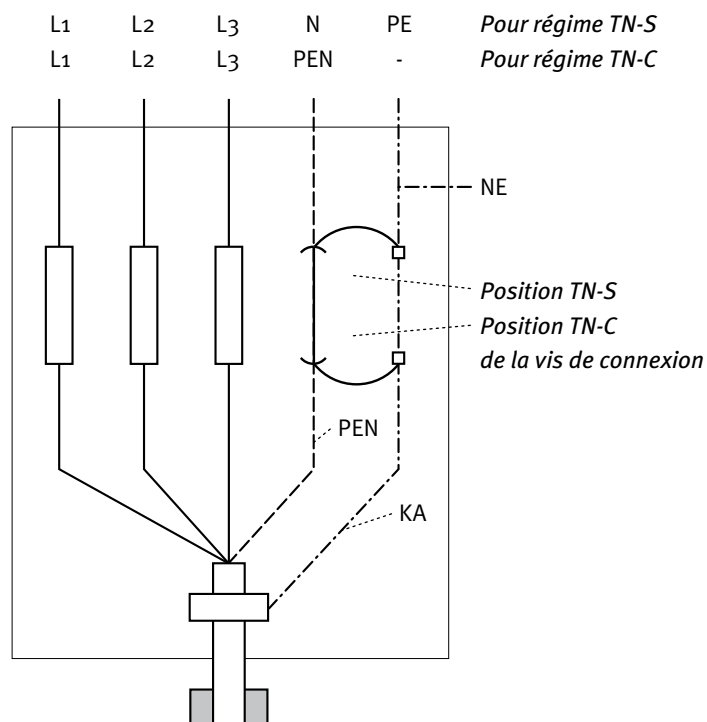 L1 L2 L3 N PE Pour régime TN-S
L1 L2 L3 PEN - Pour régime TN-C
NE
Position TN-S
Position TN-C
de la vis de connexion
PEN
KA